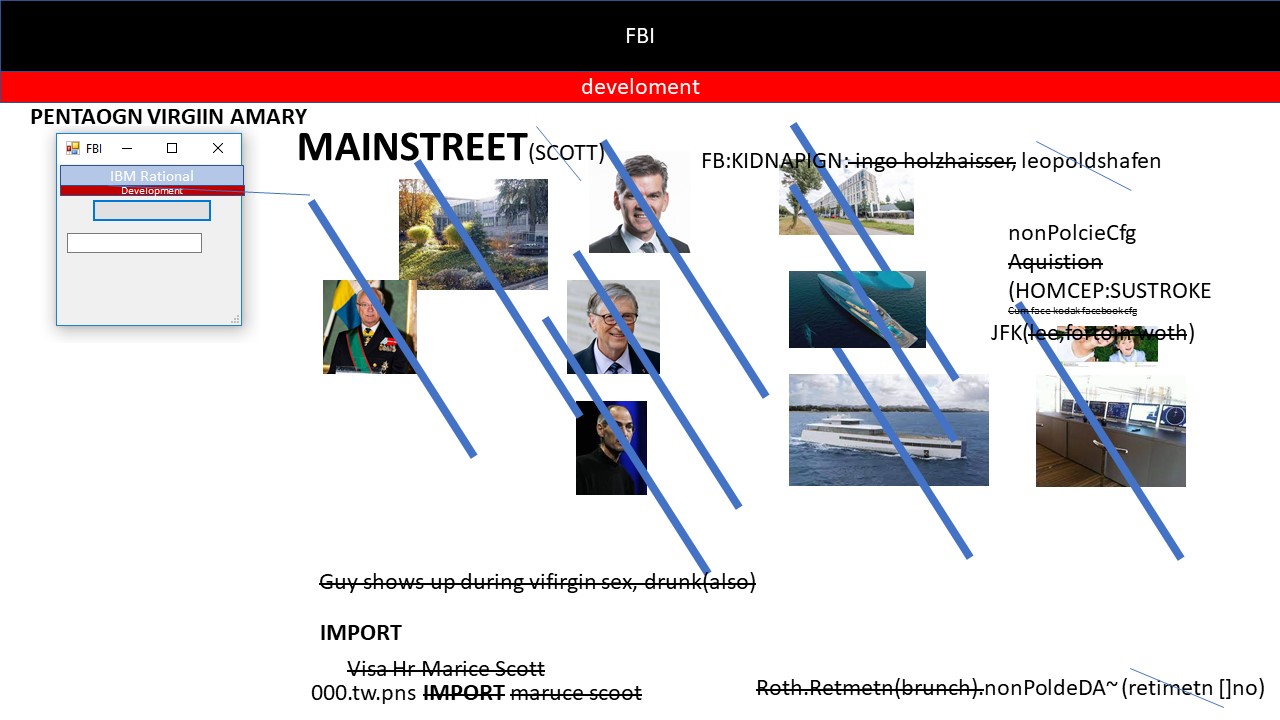 FBI
develoment
PENTAOGN VIRGIIN AMARY
FBI
IBM Rational
Development
MAINSTREET(SCOTT)
FB:KIDNAPIGN: ingo holzhaisser, leopoldshafen
nonPolcieCfg
Aquistion
(HOMCEP:SUSTROKE
Cum face kodak facebook cfg
JFK(lee,fortoin woth)
Guy shows up during vifirgin sex, drunk(also)
IMPORT
Visa Hr Marice Scott
000.tw.pns IMPORT maruce scoot
Roth.Retmetn(brunch).nonPoldeDA~ (retimetn []no)